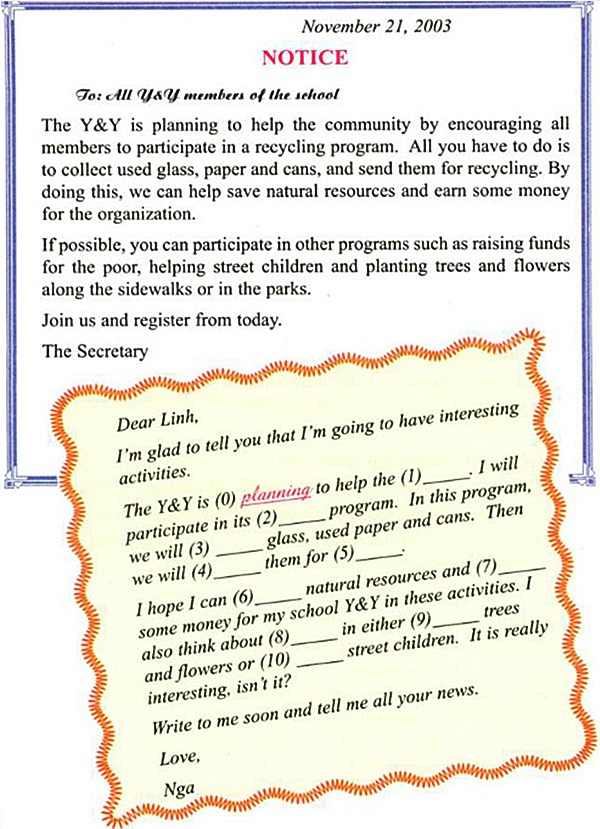 November 21, 2003
NOTICE
To: All Y&Y members of the school
The Y&Y is planning to help the community by encouraging all
members to participate in a recycling program. All you have to do is
to collect used glass, paper and cans, and send them for recycling. By
doing this, we can help save natural resources and earn some money
for the organization.
If possible, you can participate in other programs such as raising funds
for the poor, helping street children and planting trees and flowers
along the sidewalks or in the parks.
Join us and register from today.
The Secretary
Dear Linh,
I'm glad to tell you that I'm going to have interesting
activities.
The Y&Y is (0) planning to help the (1)_____. I will
participate in its (2)_____ program. In this program,
we will (3) _____ glass, used paper and cans. Then
we will (4)_____ them for (5)_____.
I hope I can (6)_____ natural resources and (7)_____
some money for my school Y&Y in these activities. I
also think about (8)_____ in either (9)_____ trees
and flowers or (10) _____ street children. It is really
interesting, isn't it?
Write to me soon and tell me all your news.
Love,
Nga